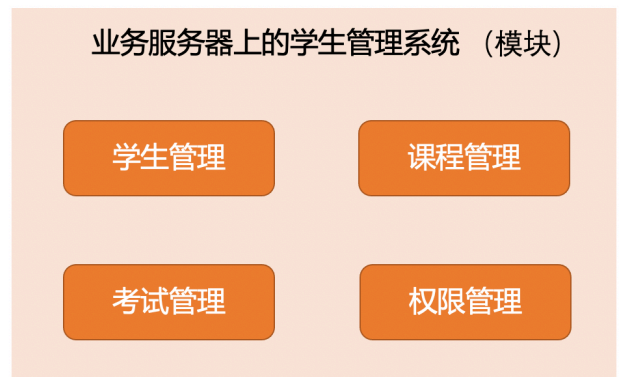 业务服务器上的学生管理系统 （模块）
学生管理
课程管理
考试管理
权限管理